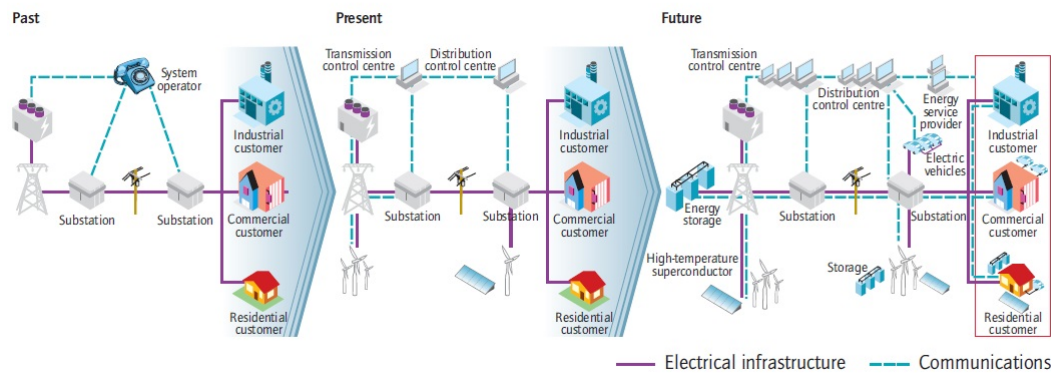 Past
System
operator
Substation
Substation
Industrial
customer
Commercial
customer
Residential
customer
Present
Transmission
control centre
Distribution
control centre
Substation
Substation
Industrial
customer
Commercial
customer
Residential
customer
Future
Transmission
control centre
Distribution
control centre
Energy
service
provider
Electric
vehicles
Energy
storage
Substation
Substation
High-temperature
superconductor
Storage
Industrial
customer
Commercial
customer
Residential
customer
Electrical infrastructure
Communications